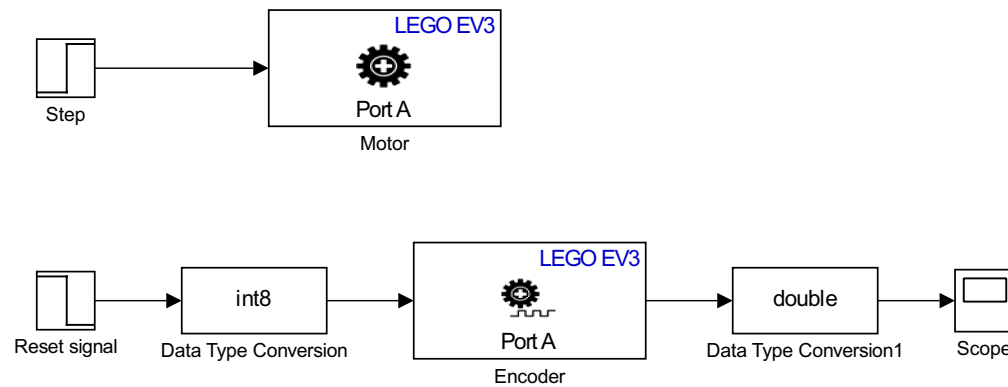 LEGO EV3
Port A
Step
Motor
LEGO EV3
int8
double
Port A
Reset signal
Data Type Conversion
Data Type Conversion1
Scope
Encoder